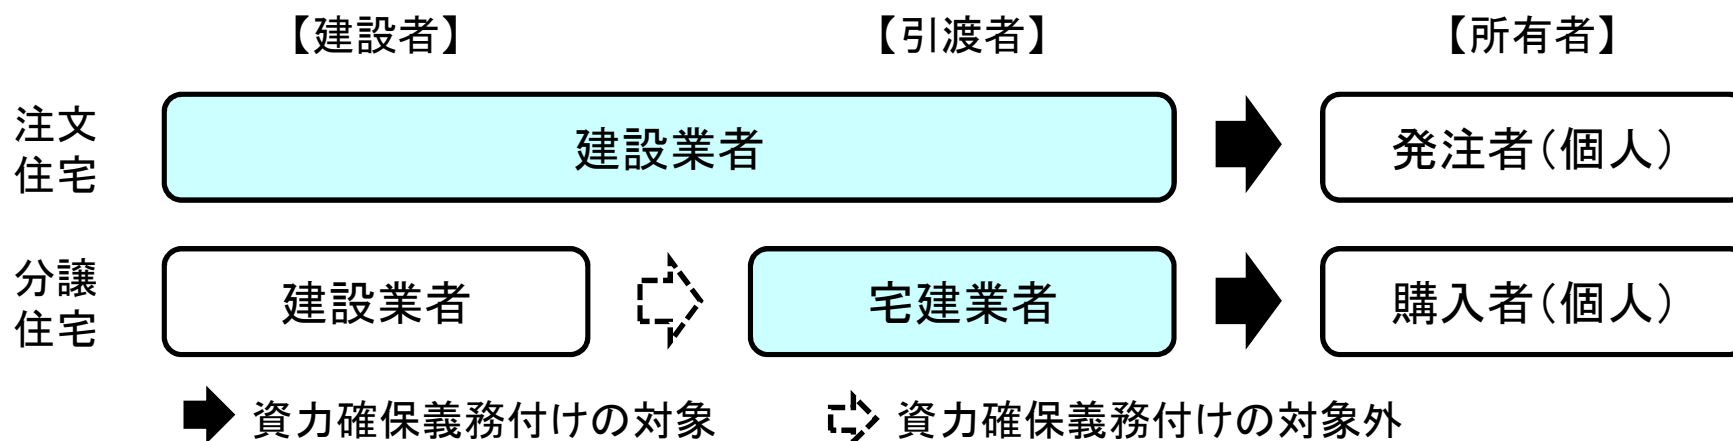 【建設者】 【引渡者】 【所有者】
注文
住宅
建設業者
発注者(個人)
分譲
住宅
建設業者
宅建業者
購入者(個人)
資力確保義務付けの対象
資力確保義務付けの対象外